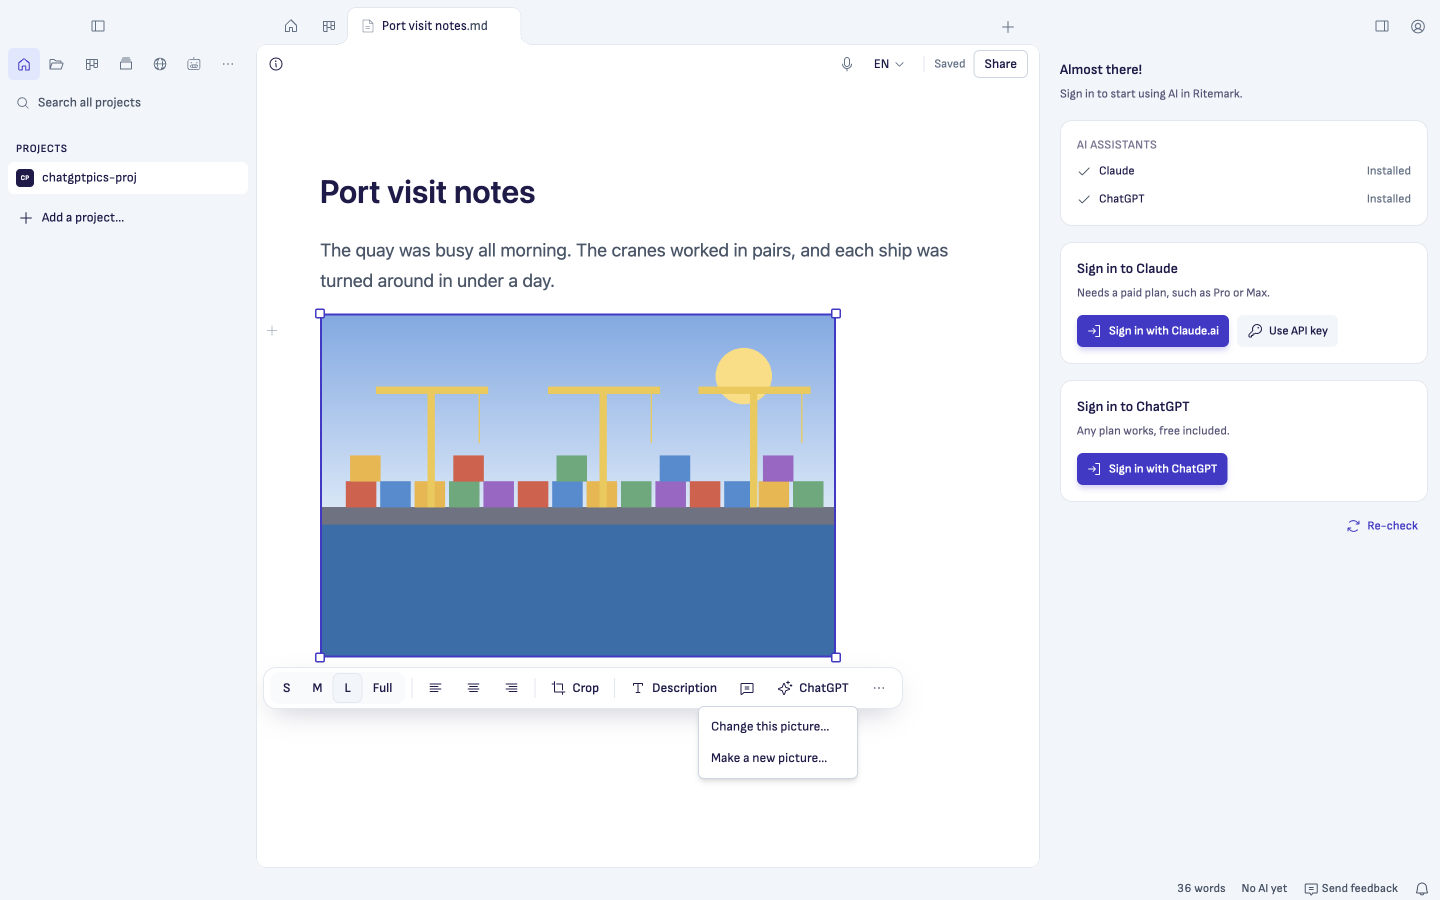 Port visit notes.md
EN
Saved
Share
Search all projects
PROJECTS
CP
chatgptpics-proj
Add a project...
Port visit notes
The quay was busy all morning. The cranes worked in pairs, and each ship was
turned around in under a day.
S
M
L
Full
Crop
Description
ChatGPT
Change this picture...
Make a new picture...
Almost there!
Sign in to start using AI in Ritemark.
AI ASSISTANTS
Claude
Installed
ChatGPT
Installed
Sign in to Claude
Needs a paid plan, such as Pro or Max.
Sign in with Claude.ai
Use API key
Sign in to ChatGPT
Any plan works, free included.
Sign in with ChatGPT
Re-check
36 words
No AI yet
Send feedback